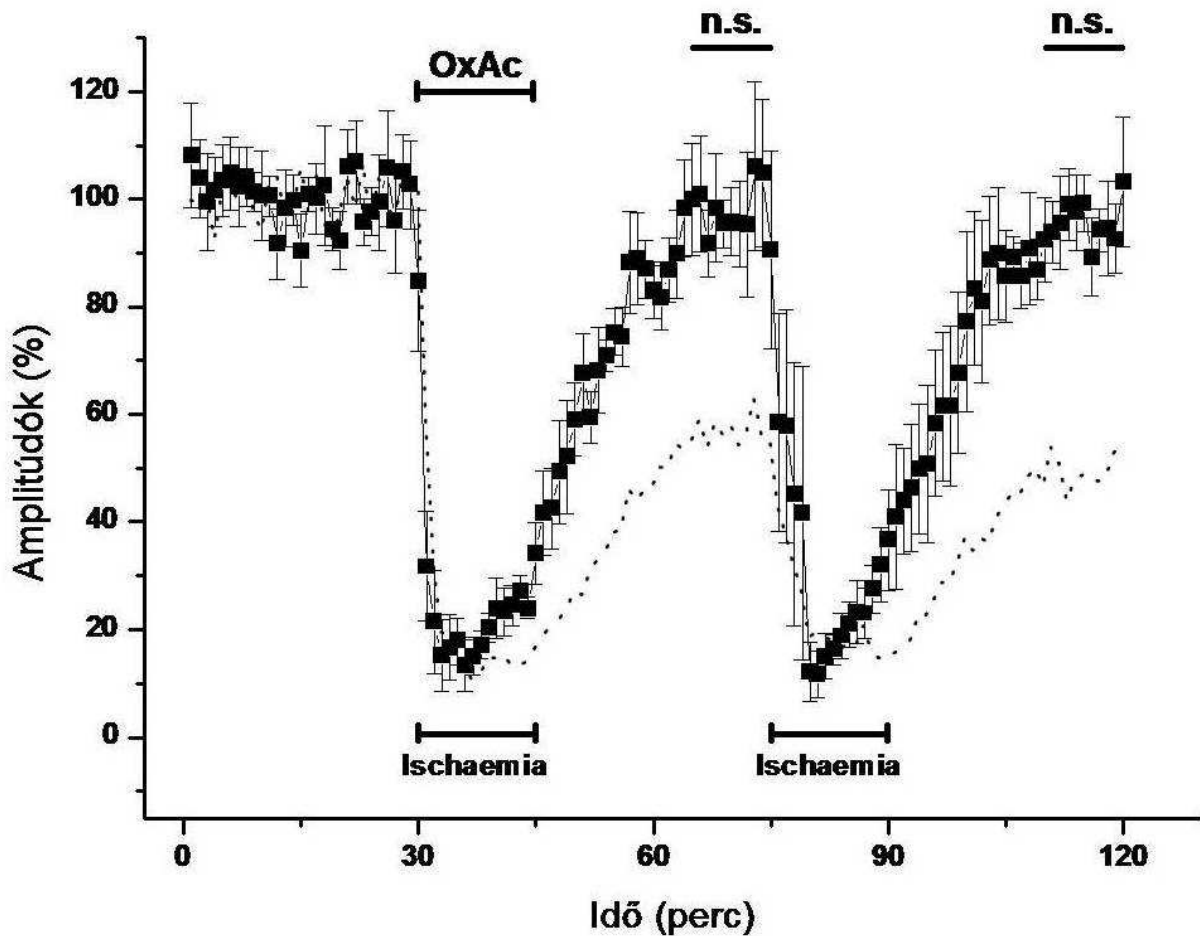 n.s. n.s.
OxAc
120
100
80
60
40
20
0
Amplitúdók (%)
Ischaemia Ischaemia
0 30 60 90 120
Idő (perc)